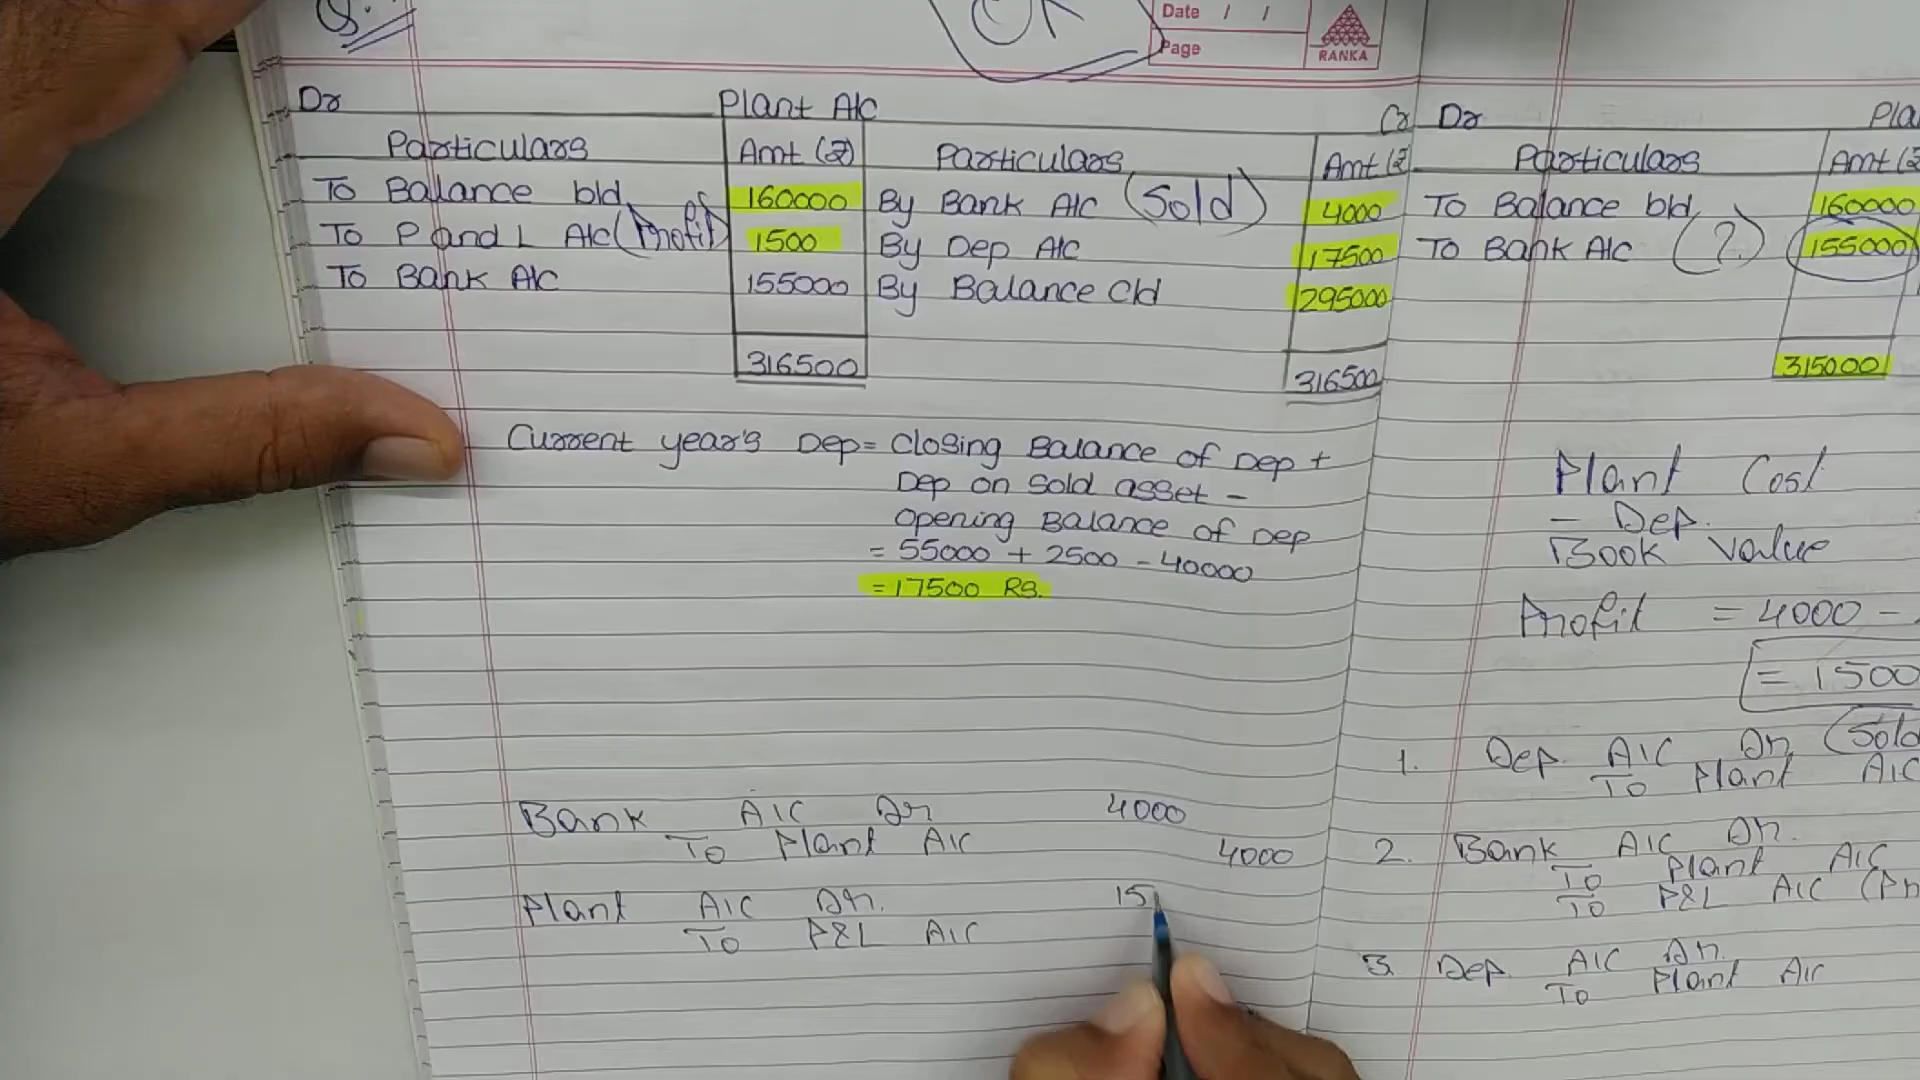 Q.
OK
Date / /
Page
RANKA
Dr Plant A/C Cr
Particulars Amt (₹) Particulars Amt (₹
To Balance b/d 160000 By Bank A/C (Sold) 4000
To P and L A/C (Profit) 1500 By Dep A/C 17500
To Bank A/C 155000 By Balance C/d 295000
316500 316500
Current year's Dep = Closing Balance of Dep +
Dep on Sold asset -
Opening Balance of Dep
= 55000 + 2500 - 40000
= 17500 Rs.
Bank A/C Dr 4000
To Plant A/C 4000
Plant A/C Dr. 15
To P&L A/C
Dr Pla
Particulars Amt (₹
To Balance b/d 160000
To Bank A/C (?) 155000
315000
Plant Cost
- Dep.
Book Value
Profit = 4000 -
= 1500
1. Dep. A/C Dr (Sold
To Plant A/C
2. Bank A/C Dr.
To Plant A/C
To P&L A/C (Pr
3. Dep. A/C Dr.
To Plant A/C